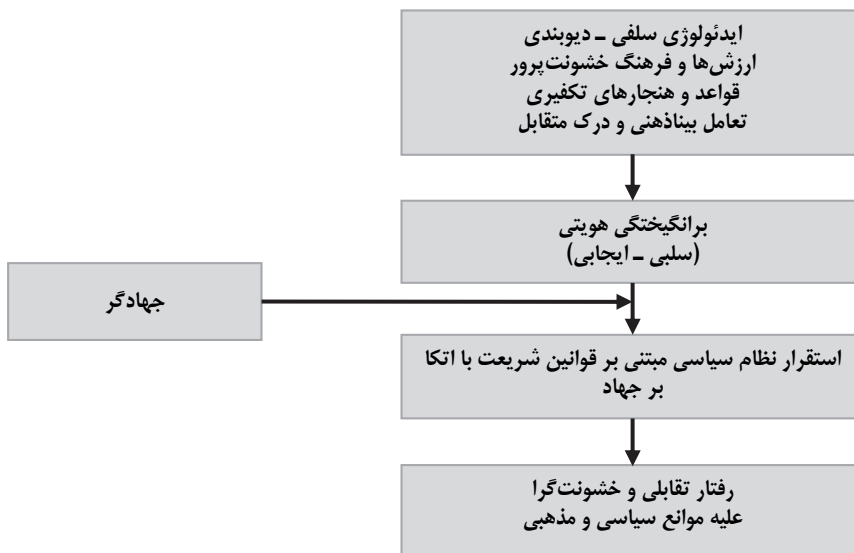 ایدئولوژی سلفی ـ دیوبندی
ارزش‌ها و فرهنگ خشونت‌پرور
قواعد و هنجارهای تکفیری
تعامل بیناذهنی و درک متقابل
برانگیختگی هویتی
(سلبی ـ ایجابی)
جهادگر
استقرار نظام سیاسی مبتنی بر قوانین شریعت با اتکا
بر جهاد
رفتار تقابلی و خشونت‌گرا
علیه موانع سیاسی و مذهبی